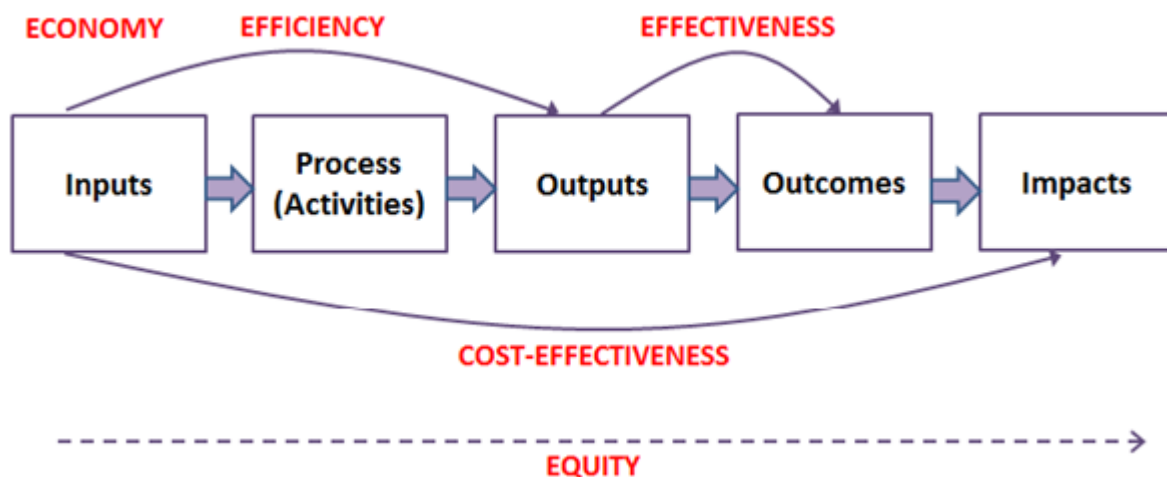 ECONOMY EFFICIENCY EFFECTIVENESS
Inputs
Process
(Activities)
Outputs
Outcomes
Impacts
COST-EFFECTIVENESS
EQUITY